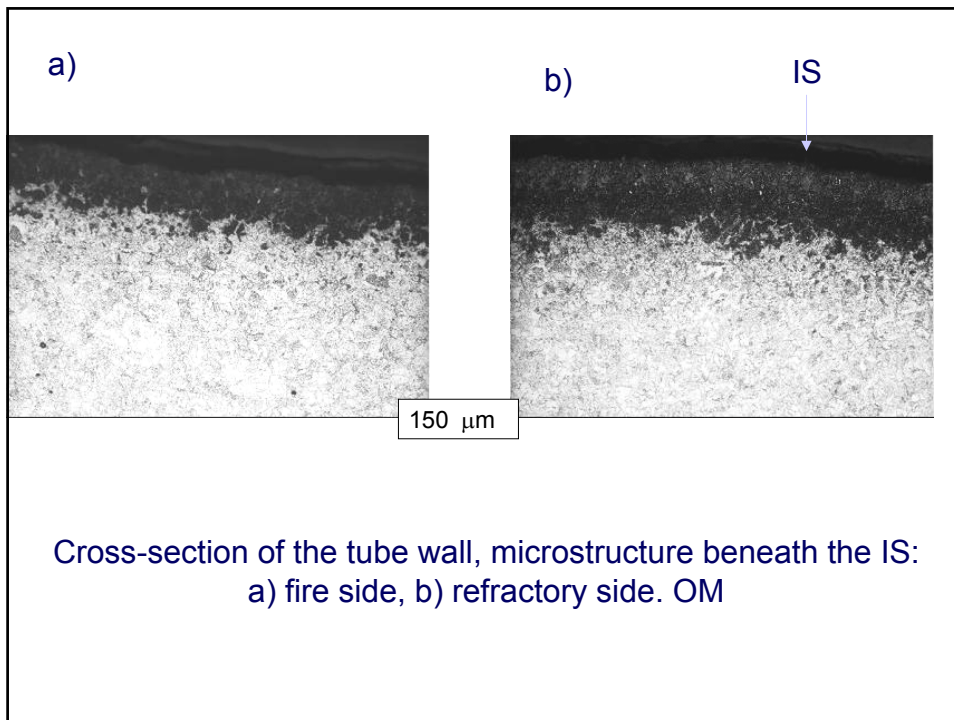 a)
b)
IS
150 μm
Cross-section of the tube wall, microstructure beneath the IS:
a) fire side, b) refractory side. OM